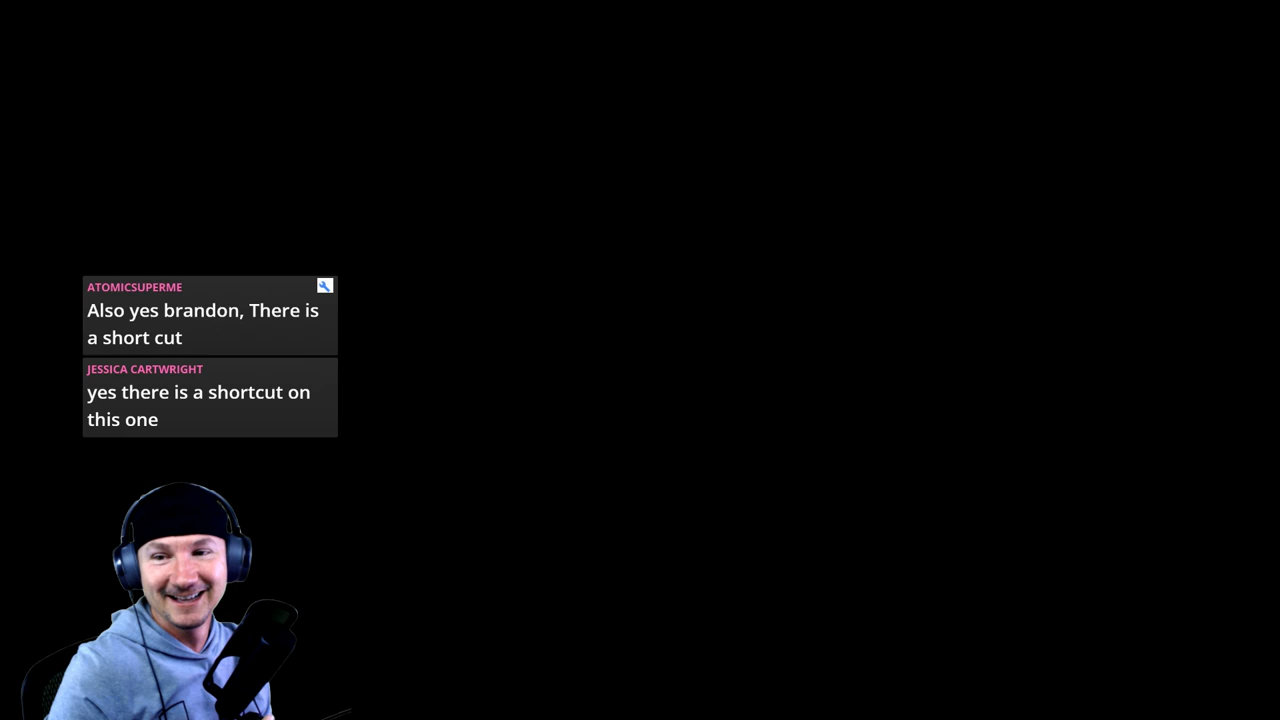 ATOMICSUPERME
Also yes brandon, There is
a short cut
JESSICA CARTWRIGHT
yes there is a shortcut on
this one